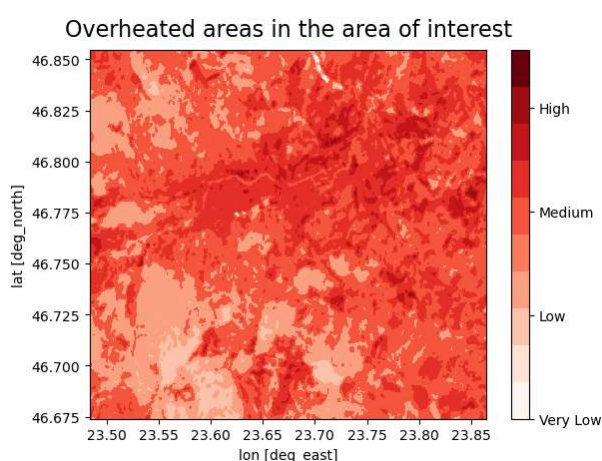 Overheated areas in the area of interest
46.850
46.825
46.800
46.775
46.750
46.725
46.700
46.675
lat [deg_north]
23.50 23.55 23.60 23.65 23.70 23.75 23.80 23.85
lon [deg_east]
High
Medium
Low
Very Low